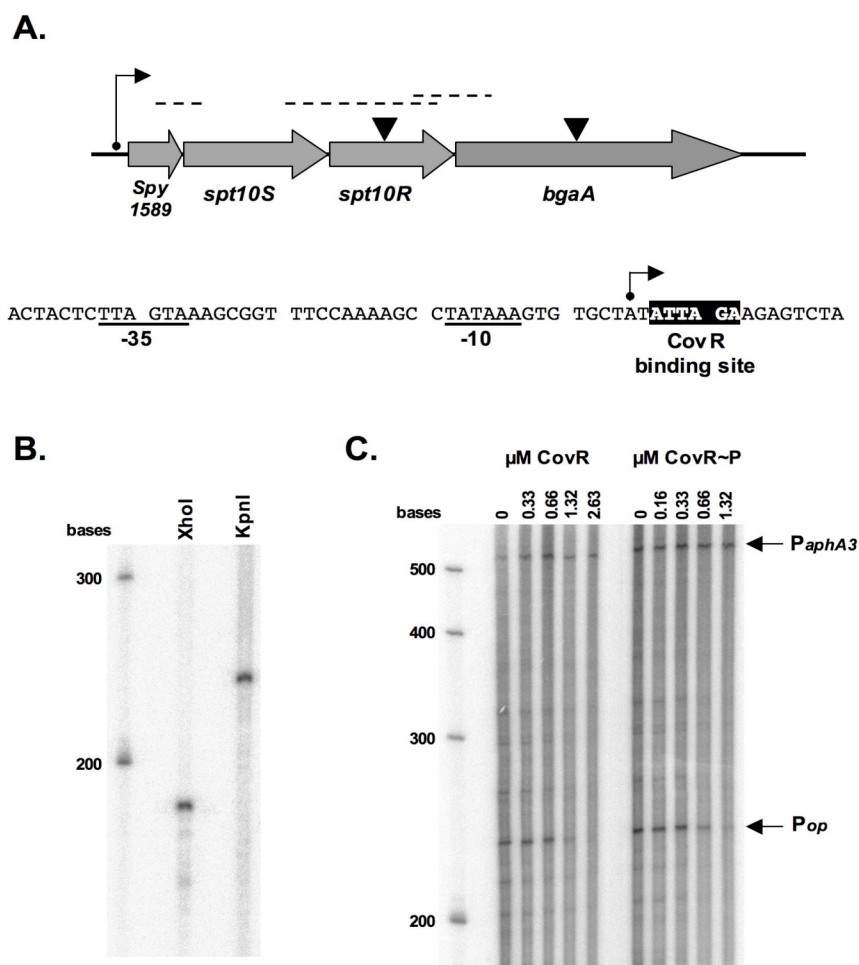 A.
Spy
1589
spt10S
spt10R
bgaA
ACTACTCTTA GTAAAGCGGT TTCCAAAAGC CTATAAAGTG TGCTATATTA GAAGAGTCTA
-35
-10
CovR
binding site
B.
bases
XhoI
KpnI
300
200
C.
µM CovR
µM CovR~P
bases
0
0.33
0.66
1.32
2.63
0
0.16
0.33
0.66
1.32
PaphA3
500
400
300
Pop
200